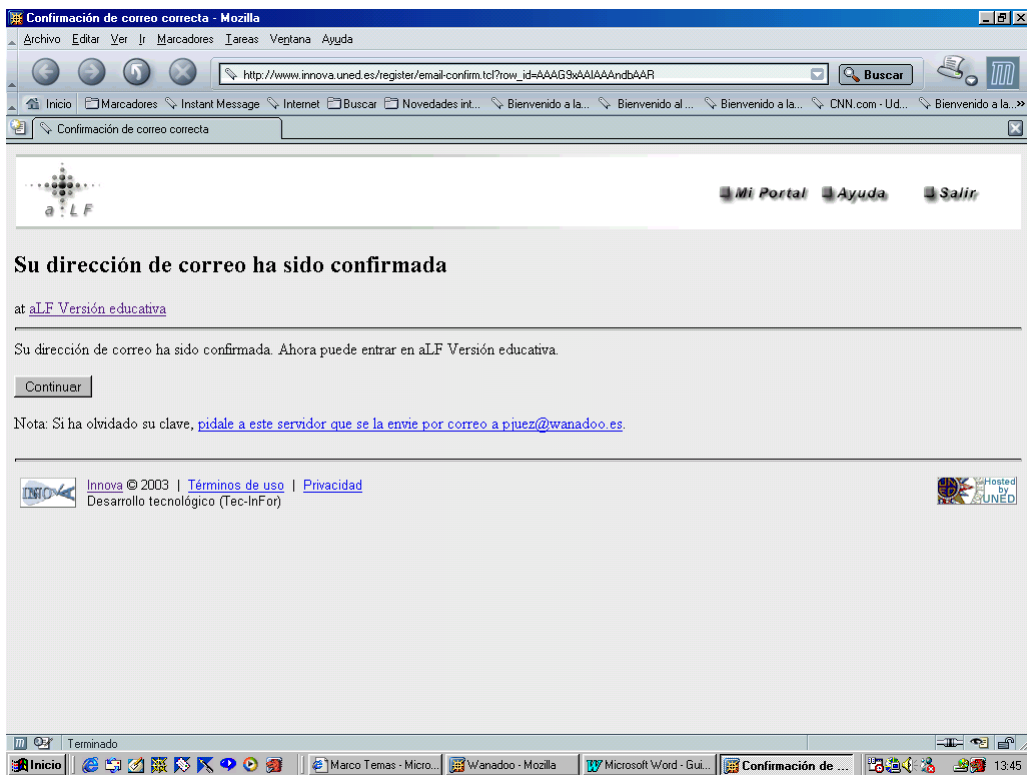 Confirmación de correo correcta - Mozilla
Archivo Editar Ver Ir Marcadores Tareas Ventana Ayuda
http://www.innova.uned.es/register/email-confirm.tcl?row_id=AAAG9xAAIAAAndbAAR
Buscar
Inicio Marcadores Instant Message Internet Buscar Novedades int... Bienvenido a la... Bienvenido al ... Bienvenido a la... CNN.com - Ud... Bienvenido a la...
Confirmación de correo correcta
aLF
Mi Portal Ayuda Salir
Su dirección de correo ha sido confirmada
at aLF Versión educativa
Su dirección de correo ha sido confirmada. Ahora puede entrar en aLF Versión educativa.
Continuar
Nota: Si ha olvidado su clave, pidale a este servidor que se la envie por correo a pjuez@wanadoo.es.
INNOVA
Innova © 2003 | Términos de uso | Privacidad
Desarrollo tecnológico (Tec-InFor)
Hosted
by
UNED
Terminado
Inicio Marco Temas - Micro... Wanadoo - Mozilla Microsoft Word - Gui... Confirmación de ... 13:45